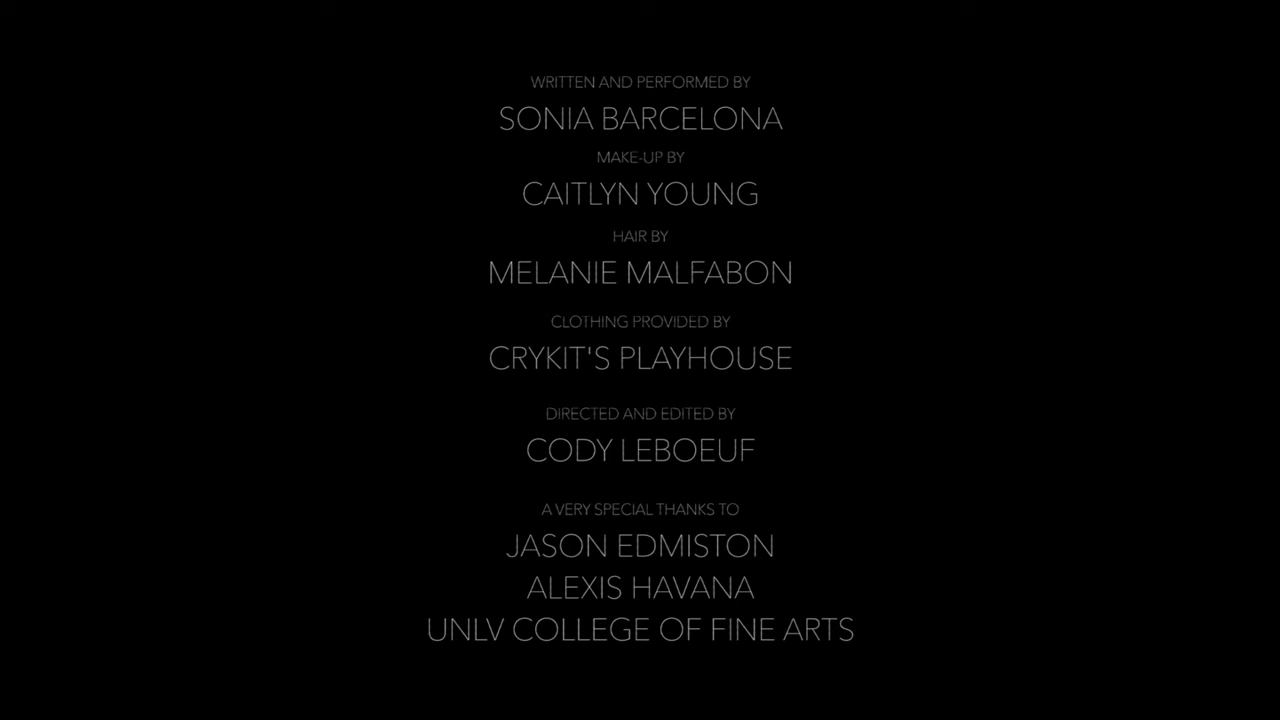 WRITTEN AND PERFORMED BY
SONIA BARCELONA
MAKE-UP BY
CAITLYN YOUNG
HAIR BY
MELANIE MALFABON
CLOTHING PROVIDED BY
CRYKIT'S PLAYHOUSE
DIRECTED AND EDITED BY
CODY LEBOEUF
A VERY SPECIAL THANKS TO
JASON EDMISTON
ALEXIS HAVANA
UNLV COLLEGE OF FINE ARTS